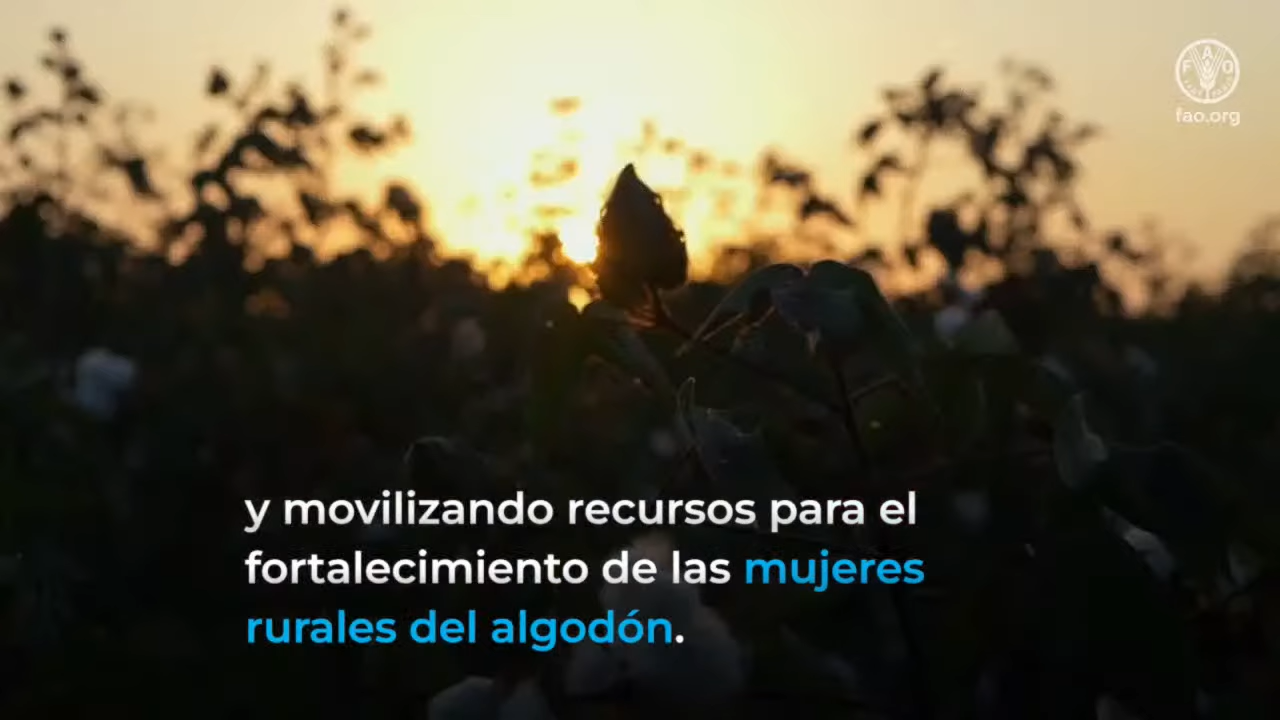 F A O
fao.org
y movilizando recursos para el
fortalecimiento de las mujeres
rurales del algodón.